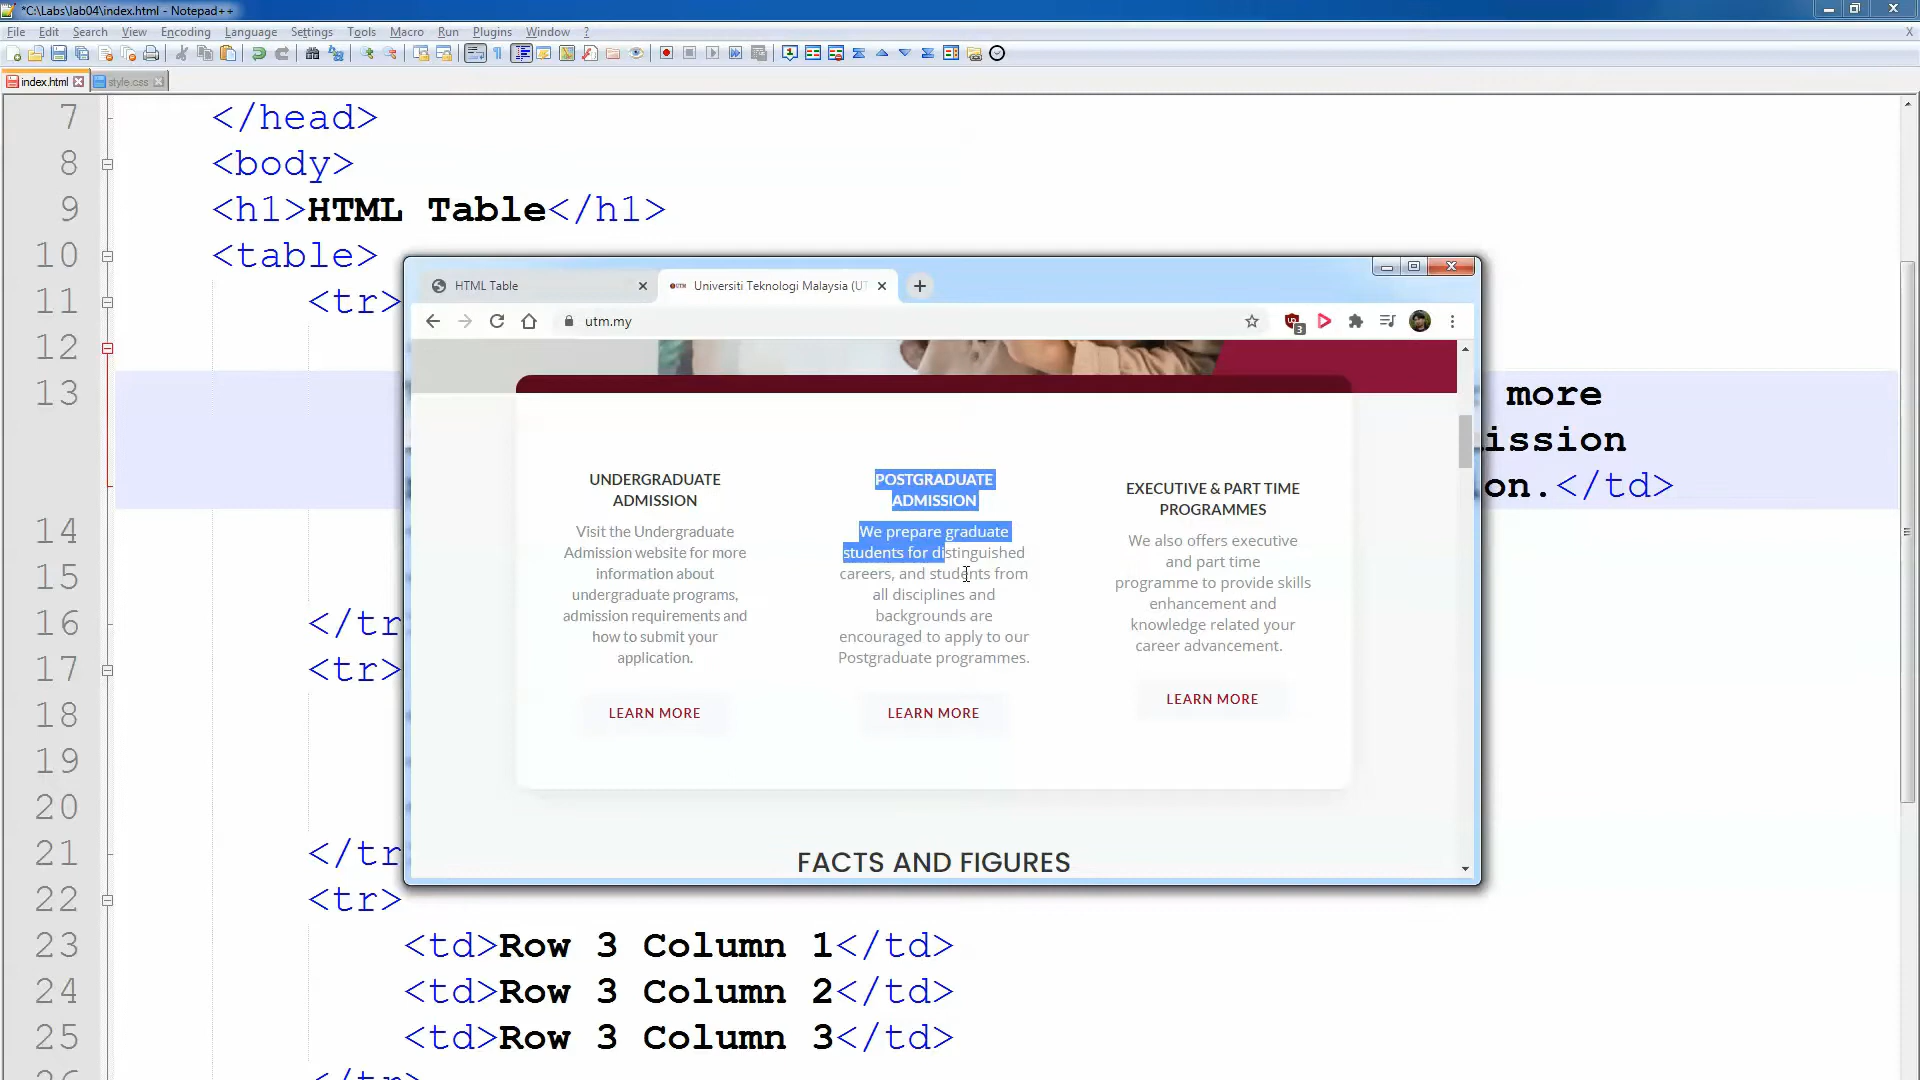 *C:\Labs\lab04\index.html - Notepad++
File Edit Search View Encoding Language Settings Tools Macro Run Plugins Window ? X
index.html style.css
7 </head>
8 <body>
9 <h1>HTML Table</h1>
10 <table>
11 <tr>
12
13 more
ission
on.</td>
14
15
16 </tr
17 <tr>
18
19
20
21 </tr
22 <tr>
23 <td>Row 3 Column 1</td>
24 <td>Row 3 Column 2</td>
25 <td>Row 3 Column 3</td>
26 </tr>
HTML Table
Universiti Teknologi Malaysia (UT
utm.my
3
UNDERGRADUATE
ADMISSION
Visit the Undergraduate
Admission website for more
information about
undergraduate programs,
admission requirements and
how to submit your
application.
LEARN MORE
POSTGRADUATE
ADMISSION
We prepare graduate
students for distinguished
careers, and students from
all disciplines and
backgrounds are
encouraged to apply to our
Postgraduate programmes.
LEARN MORE
EXECUTIVE & PART TIME
PROGRAMMES
We also offers executive
and part time
programme to provide skills
enhancement and
knowledge related your
career advancement.
LEARN MORE
FACTS AND FIGURES